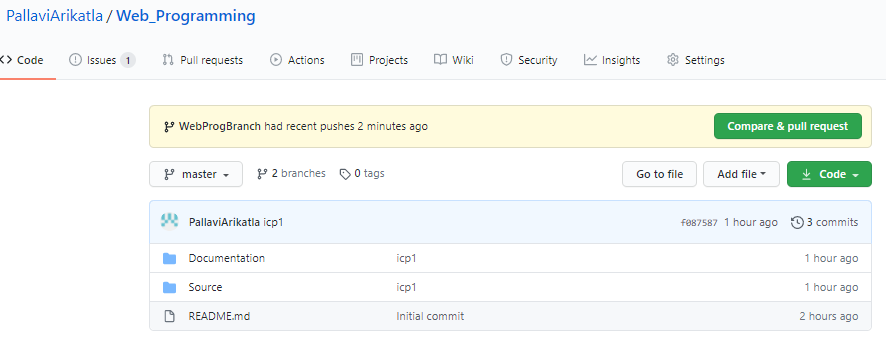 PallaviArikatla / Web_Programming
Code Issues 1 Pull requests Actions Projects Wiki Security Insights Settings
WebProgBranch had recent pushes 2 minutes ago Compare & pull request
master 2 branches 0 tags Go to file Add file Code
PallaviArikatla icp1 f087587 1 hour ago 3 commits
Documentation icp1 1 hour ago
Source icp1 1 hour ago
README.md Initial commit 2 hours ago